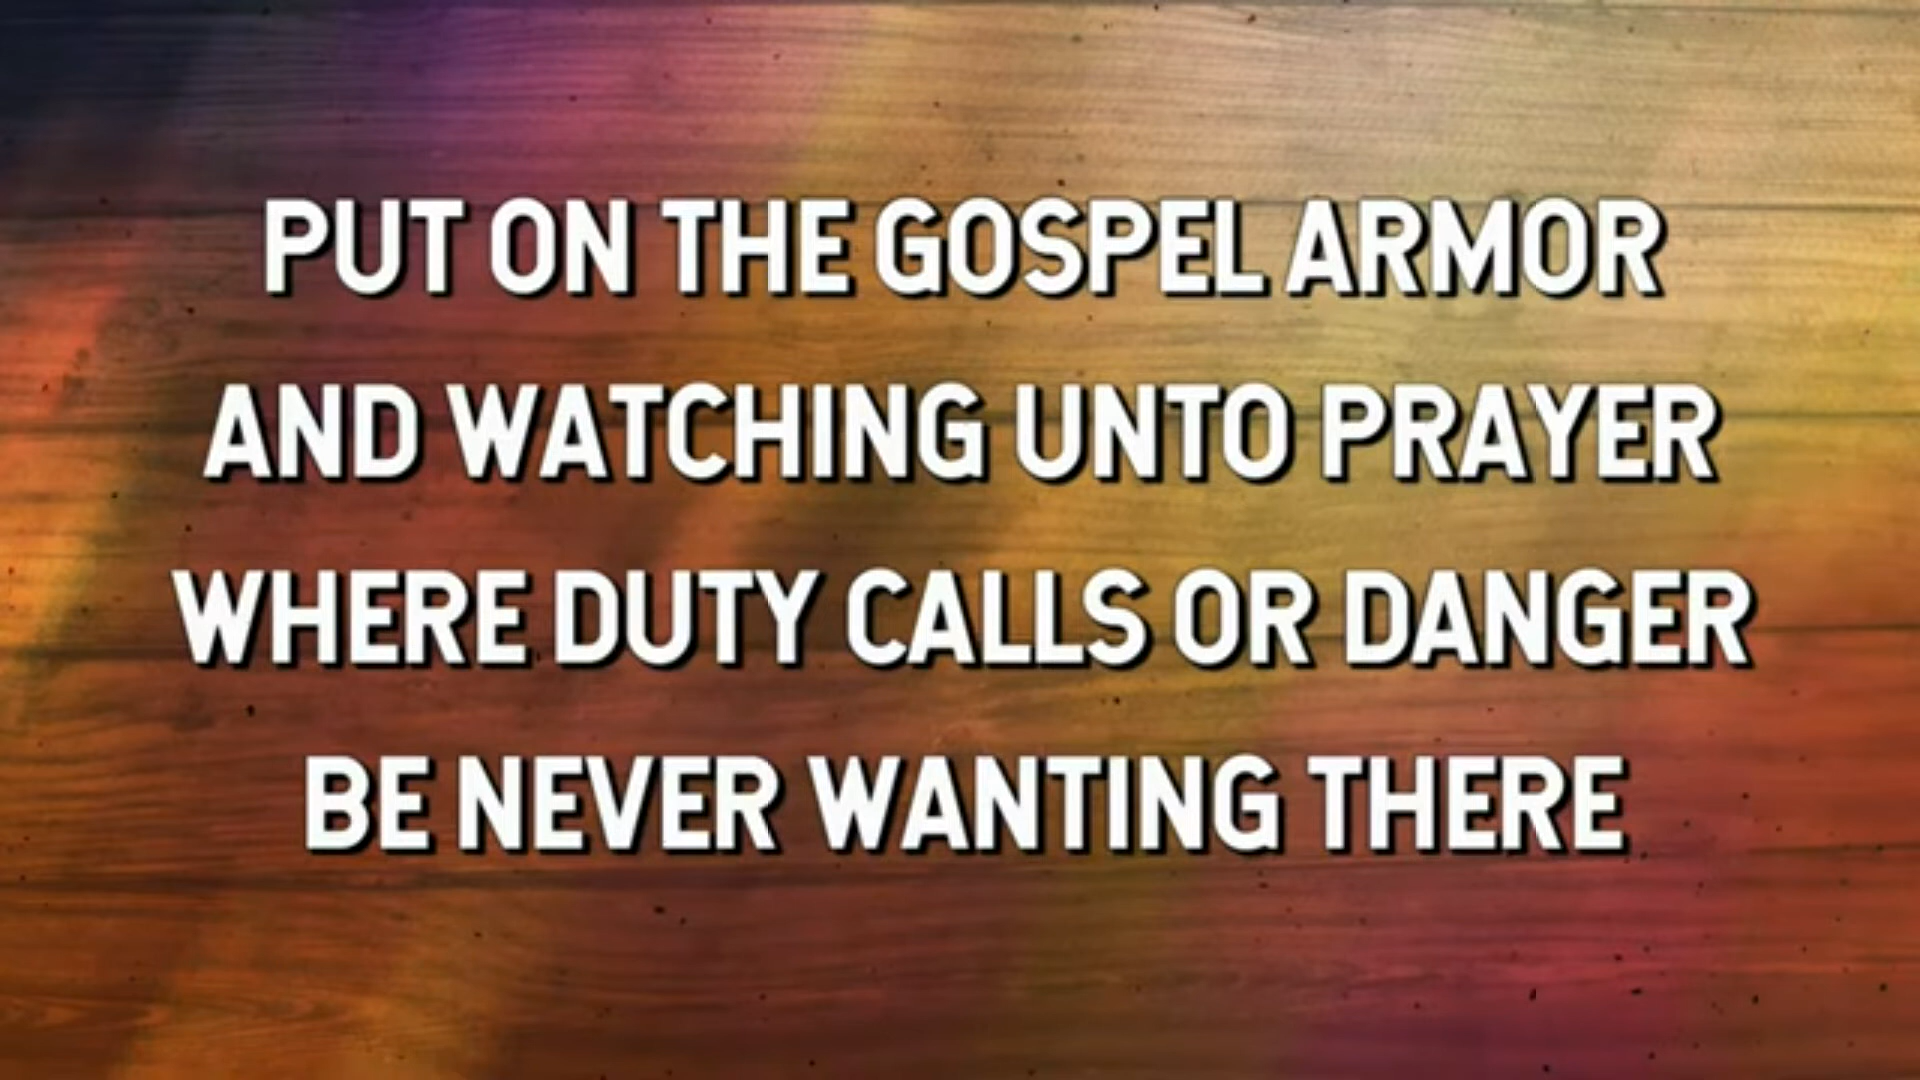 PUT ON THE GOSPEL ARMOR
AND WATCHING UNTO PRAYER
WHERE DUTY CALLS OR DANGER
BE NEVER WANTING THERE